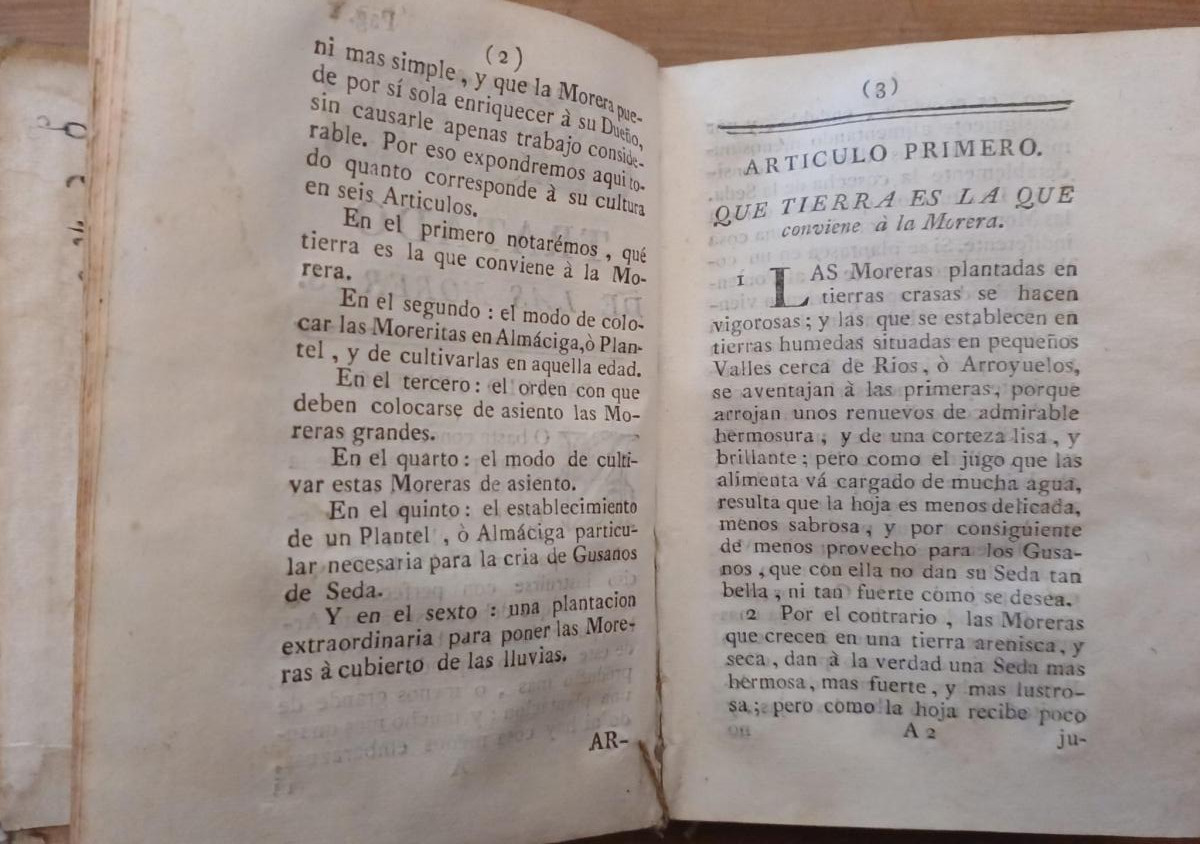 (2)
ni mas simple, y que la Morera pue-
de por sí sola enriquecer à su Dueño,
sin causarle apenas trabajo conside-
rable. Por eso expondremos aqui to-
do quanto corresponde à su cultura
en seis Articulos.
En el primero notarémos, qué
tierra es la que conviene à la Mo-
rera.
En el segundo : el modo de colo-
car las Moreritas en Almáciga, ò Plan-
tel, y de cultivarlas en aquella edad.
En el tercero : el orden con que
deben colocarse de asiento las Mo-
reras grandes.
En el quarto : el modo de culti-
var estas Moreras de asiento.
En el quinto : el establecimiento
de un Plantel, ò Almáciga particu-
lar necesaria para la cria de Gusanos
de Seda.
Y en el sexto : una plantacion
extraordinaria para poner las More-
ras à cubierto de las lluvias.
AR-
(3)
ARTICULO PRIMERO.
QUE TIERRA ES LA QUE
conviene à la Morera.
1 LAS Moreras plantadas en
tierras crasas se hacen
vigorosas; y las que se establecen en
tierras humedas situadas en pequeños
Valles cerca de Rios, ò Arroyuelos,
se aventajan à las primeras, porque
arrojan unos renuevos de admirable
hermosura, y de una corteza lisa, y
brillante; pero como el jugo que las
alimenta vá cargado de mucha agua,
resulta que la hoja es menos delicada,
menos sabrosa, y por consiguiente
de menos provecho para los Gusa-
nos, que con ella no dan su Seda tan
bella, ni tan fuerte como se desea.
2 Por el contrario, las Moreras
que crecen en una tierra arenisca, y
seca, dan à la verdad una Seda mas
hermosa, mas fuerte, y mas lustro-
sa; pero como la hoja recibe poco
A 2
ju-